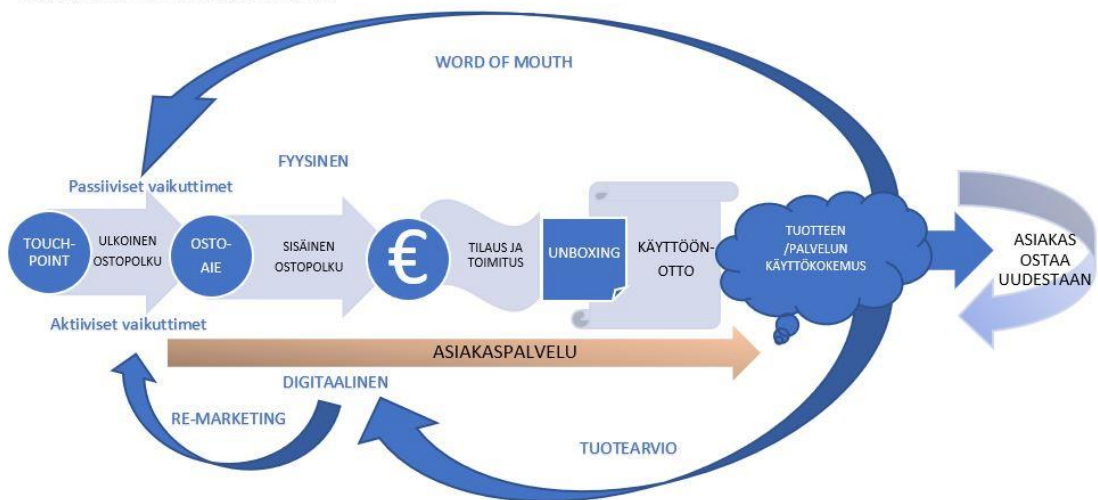 WORD OF MOUTH
FYYSINEN
Passiiviset vaikuttimet
TOUCH-
POINT
ULKOINEN
OSTOPOLKU
OSTO-
AIE
SISÄINEN
OSTOPOLKU
€
TILAUS JA
TOIMITUS
UNBOXING
KÄYTTÖÖN-
OTTO
TUOTTEEN
/PALVELUN
KÄYTTÖKOKEMUS
ASIAKAS
OSTAA
UUDESTAAN
Aktiiviset vaikuttimet
ASIAKASPALVELU
DIGITAALINEN
RE-MARKETING
TUOTEARVIO